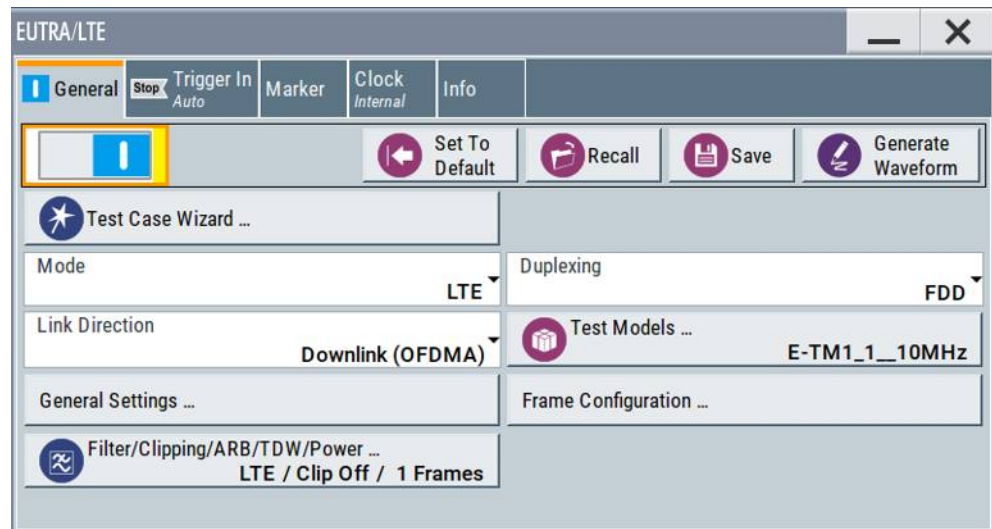 EUTRA/LTE
General
Stop
Trigger In
Auto
Marker
Clock
Internal
Info
Set To
Default
Recall
Save
Generate
Waveform
Test Case Wizard ...
Mode
LTE
Duplexing
FDD
Link Direction
Downlink (OFDMA)
Test Models ...
E-TM1_1__10MHz
General Settings ...
Frame Configuration ...
Filter/Clipping/ARB/TDW/Power ...
LTE / Clip Off / 1 Frames